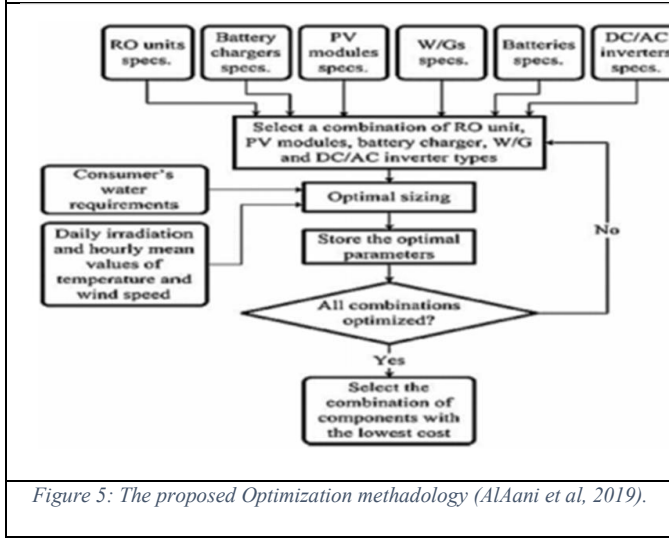 RO units
specs.
Battery
chargers
specs.
PV
modules
specs.
W/Gs
specs.
Batteries
specs.
DC/AC
inverters
specs.
Select a combination of RO unit,
PV modules, battery charger, W/G
and DC/AC inverter types
Consumer's
water
requirements
Optimal sizing
Daily irradiation
and hourly mean
values of
temperature and
wind speed
Store the optimal
parameters
No
All combinations
optimized?
Yes
Select the
combination of
components with
the lowest cost
Figure 5: The proposed Optimization methadology (AlAani et al, 2019).